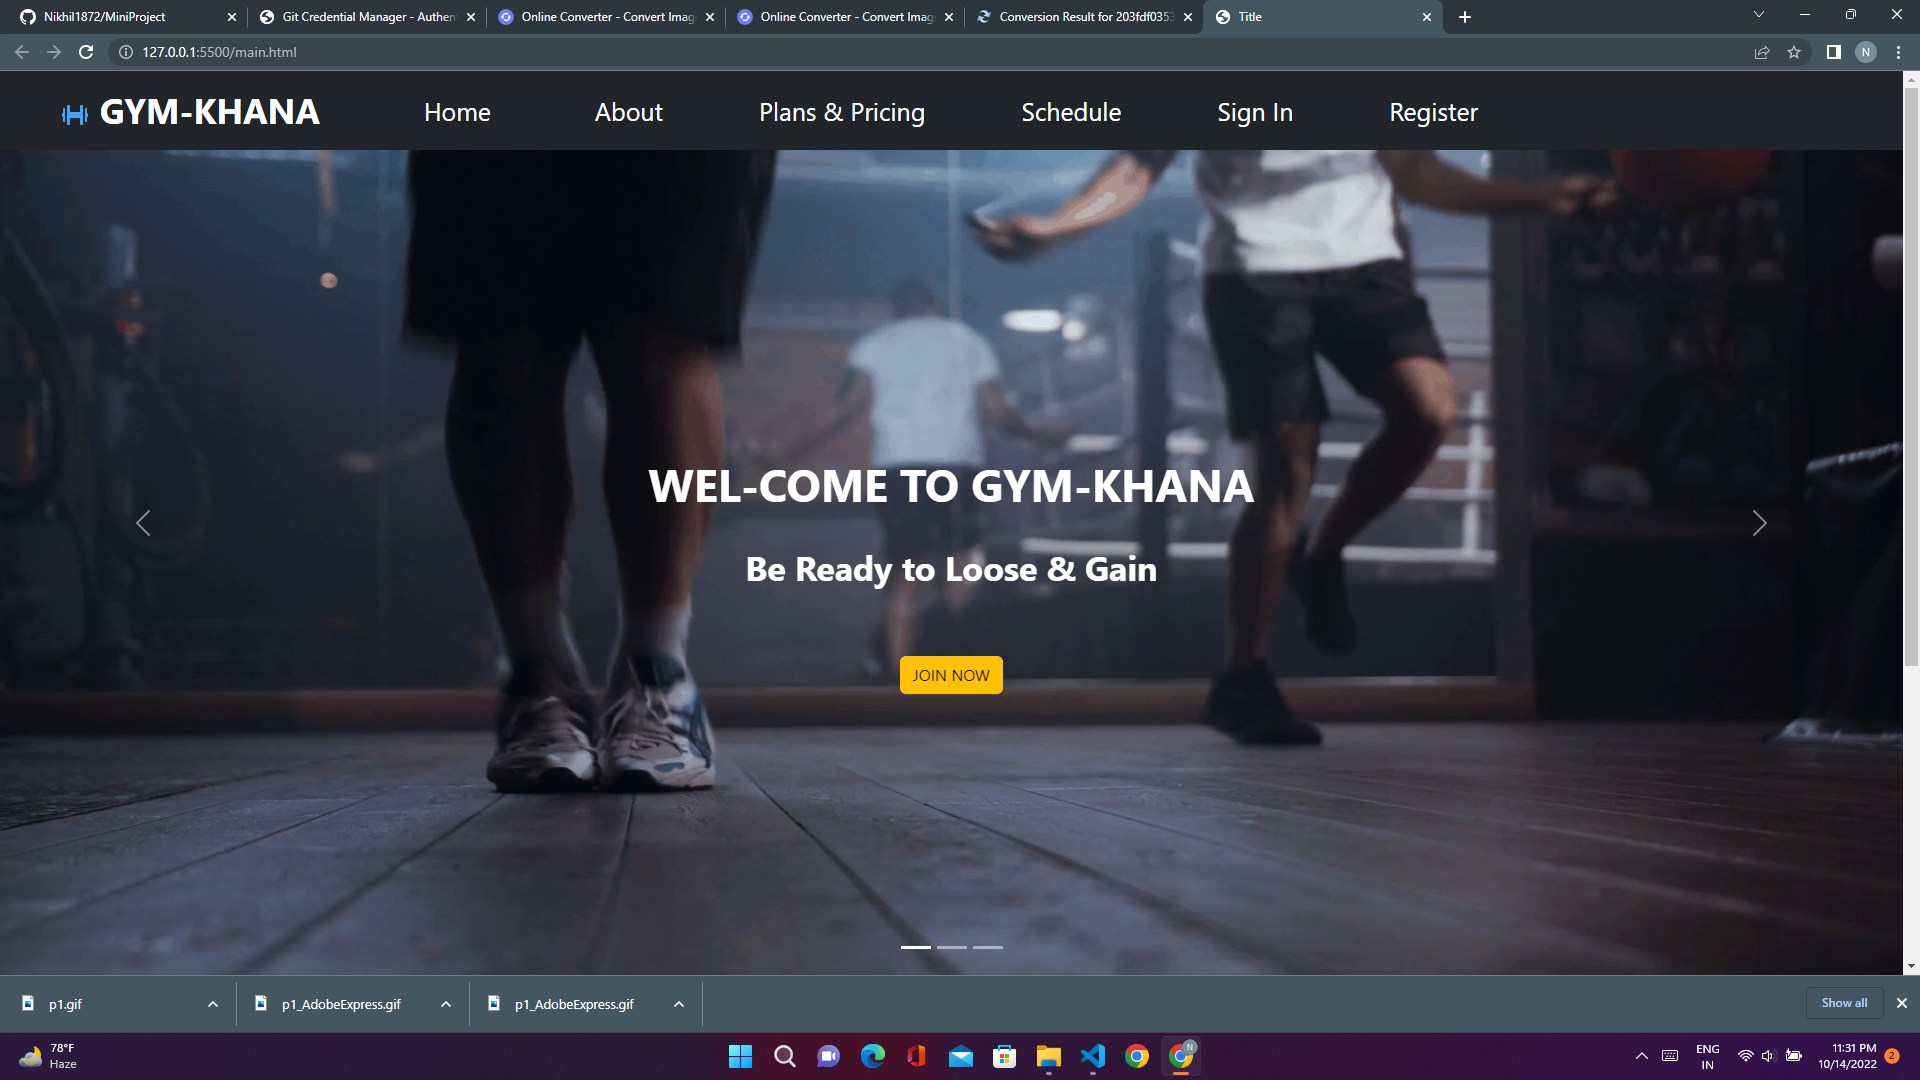 Nikhil1872/MiniProject
Git Credential Manager - Authen
Online Converter - Convert Imag
Online Converter - Convert Imag
Conversion Result for 203fdf0353
Title
127.0.0.1:5500/main.html
N
GYM-KHANA
Home
About
Plans & Pricing
Schedule
Sign In
Register
WEL-COME TO GYM-KHANA
Be Ready to Loose & Gain
JOIN NOW
p1.gif
p1_AdobeExpress.gif
p1_AdobeExpress.gif
Show all
78°F
Haze
N
ENG
IN
11:31 PM
10/14/2022
2